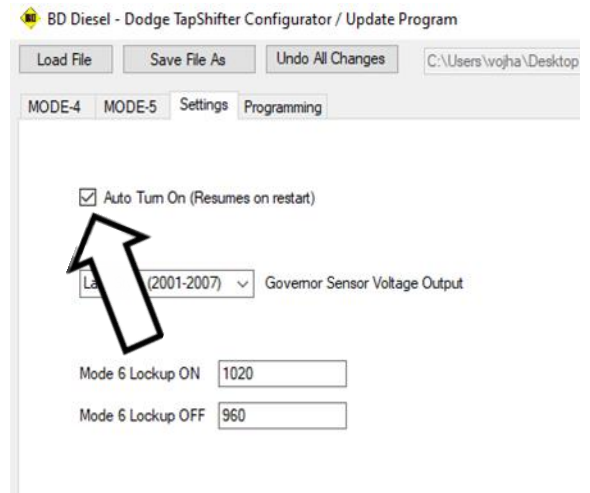 BD BD Diesel - Dodge TapShifter Configurator / Update Program
Load File Save File As Undo All Changes C:\Users\vojha\Desktop
MODE-4 MODE-5 Settings Programming
Auto Turn On (Resumes on restart)
(2001-2007) Governor Sensor Voltage Output
Mode 6 Lockup ON 1020
Mode 6 Lockup OFF 960